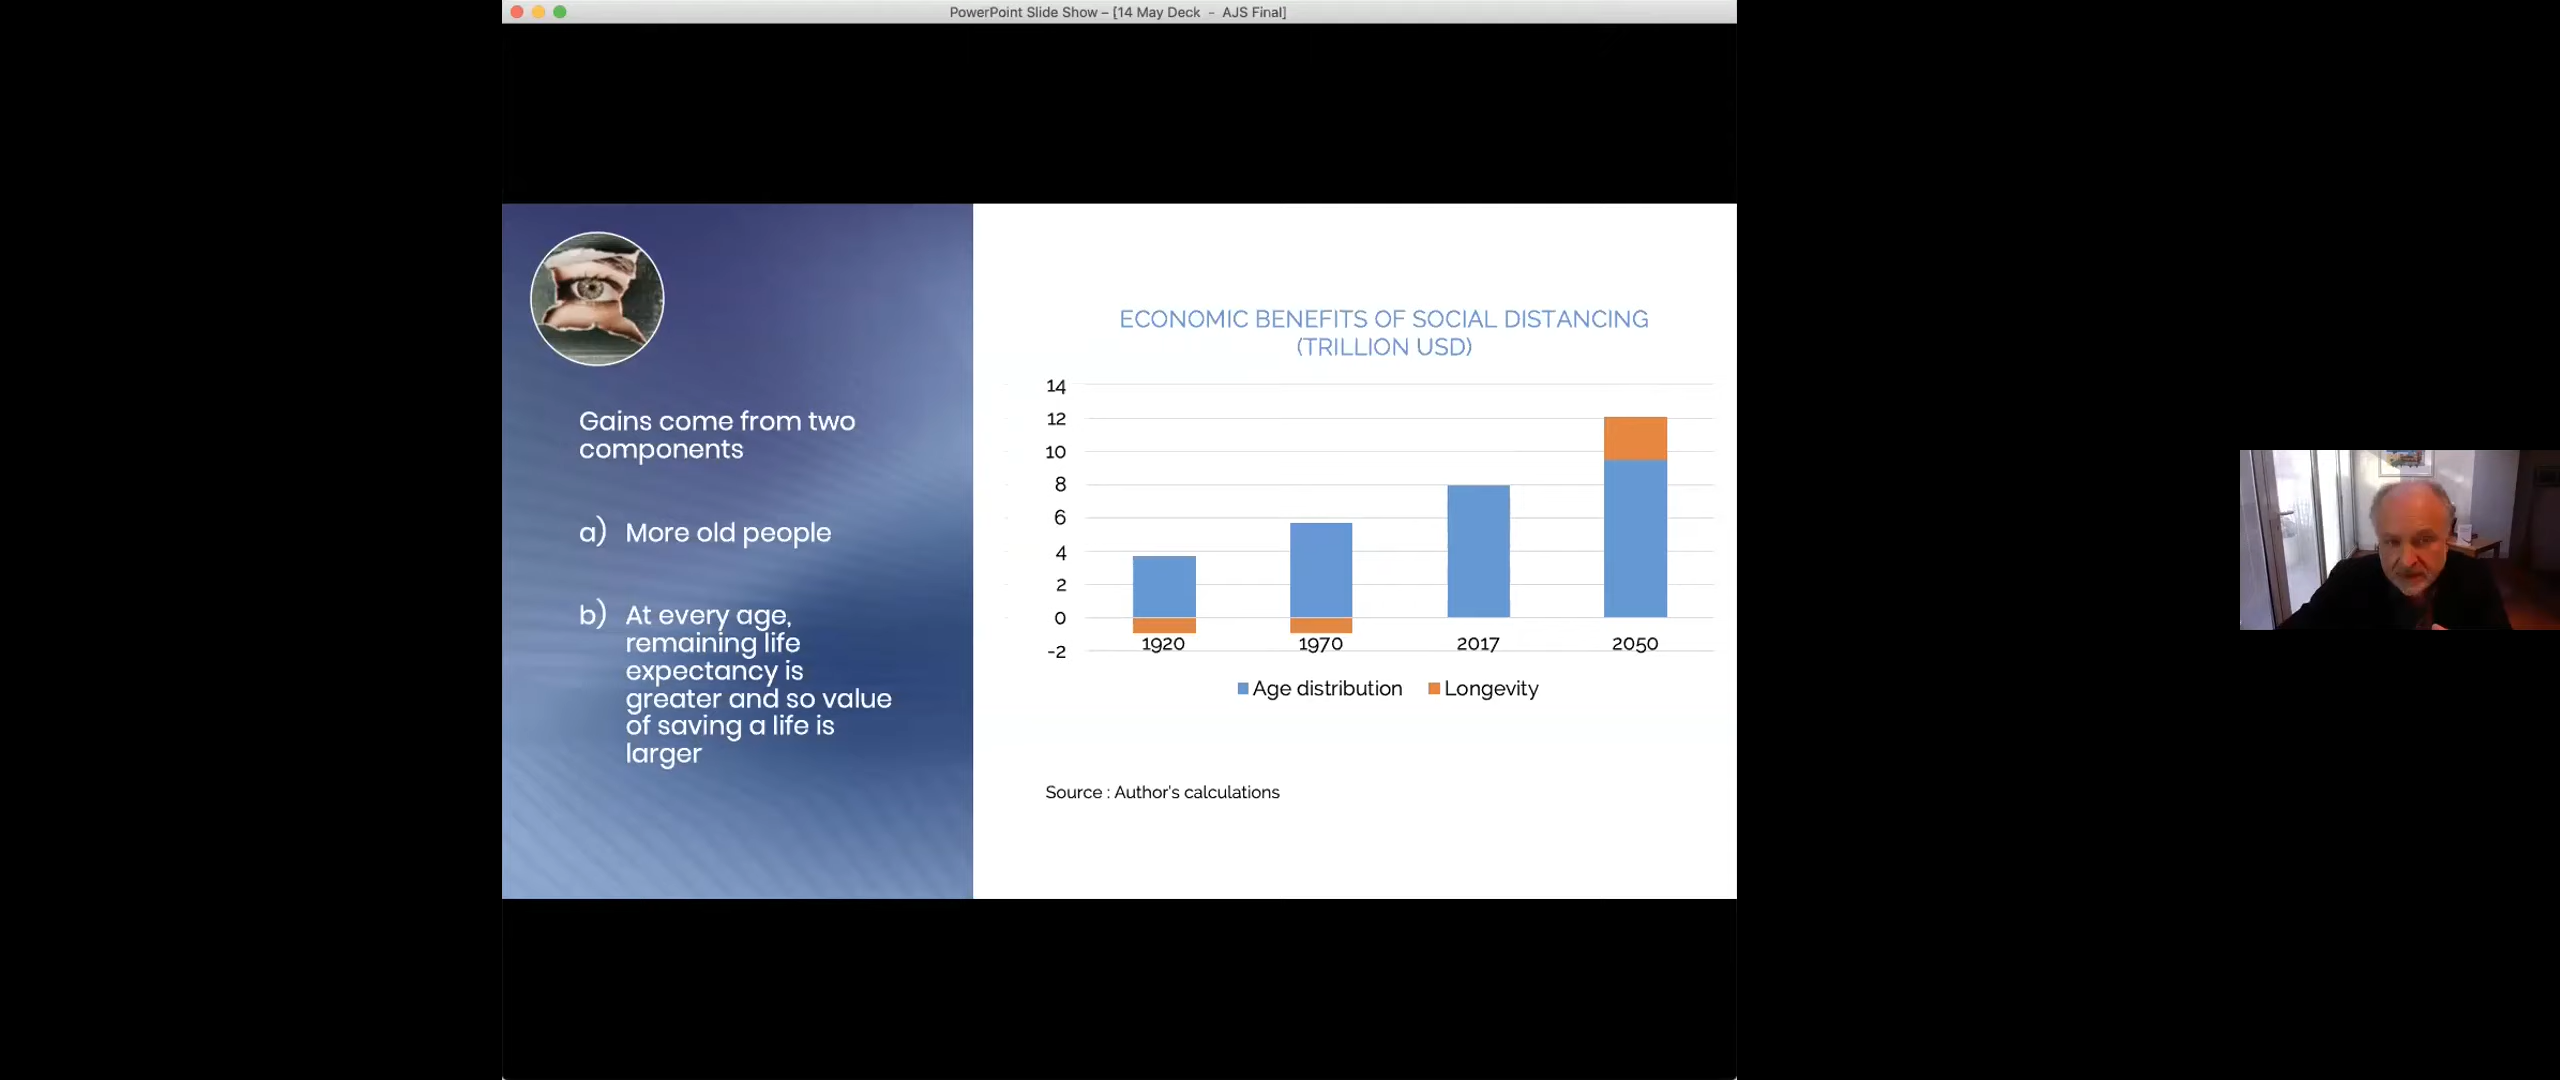 PowerPoint Slide Show – [14 May Deck - AJS Final]
Gains come from two
components
a) More old people
b) At every age,
remaining life
expectancy is
greater and so value
of saving a life is
larger
ECONOMIC BENEFITS OF SOCIAL DISTANCING
(TRILLION USD)
14
12
10
8
6
4
2
0
-2
1920 1970 2017 2050
Age distribution Longevity
Source : Author's calculations